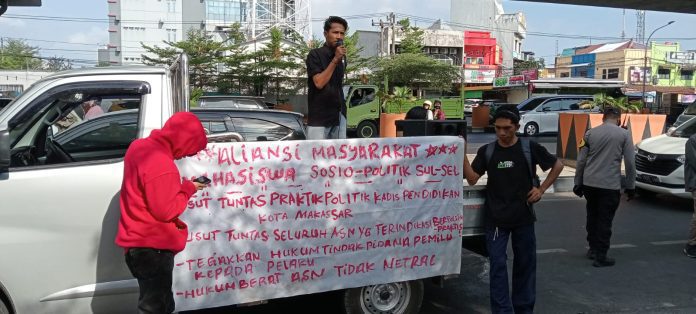 ALIANSI MASYARAKAT
MAHASISWA SOSIO-POLITIK SUL-SEL
USUT TUNTAS PRAKTIK POLITIK KADIS PENDIDIKAN
KOTA MAKASSAR
USUT TUNTAS SELURUH ASN YG TERINDIKASI BERPOLITIK PRAKTIS
- TEGAKKAN HUKUM TINDAK PIDANA PEMILU
KEPADA PELAKU
- HUKUM BERAT ASN TIDAK NETRAL